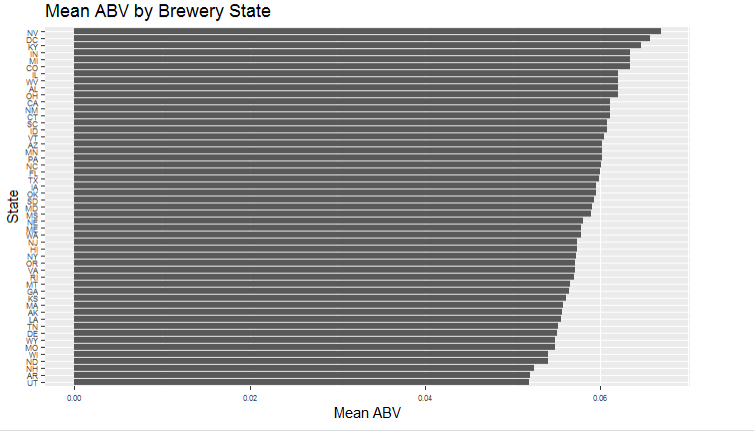 Mean ABV by Brewery State
State
NV
DC
KY
IN
MI
CO
IL
WV
AL
OH
CA
NM
CT
SC
ID
VT
AZ
MN
PA
NC
FL
TX
IA
OK
SD
MD
MS
NE
ME
WA
NJ
HI
NY
OR
VA
RI
MT
GA
KS
MA
AK
LA
TN
DE
WY
MO
WI
ND
NH
AR
UT
0.00 0.02 0.04 0.06
Mean ABV